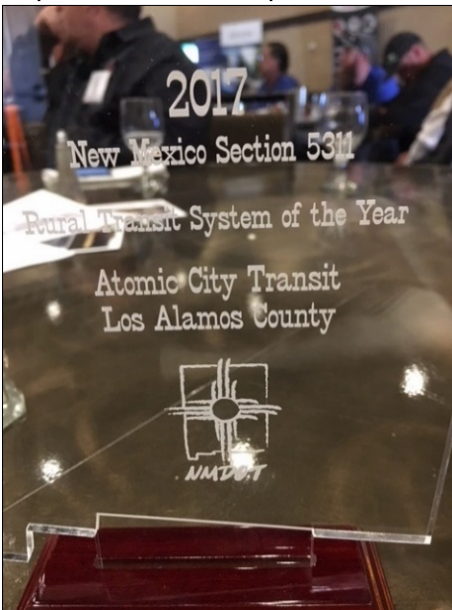 2017
New Mexico Section 5311
Rural Transit System of the Year
Atomic City Transit
Los Alamos County
NMDOT